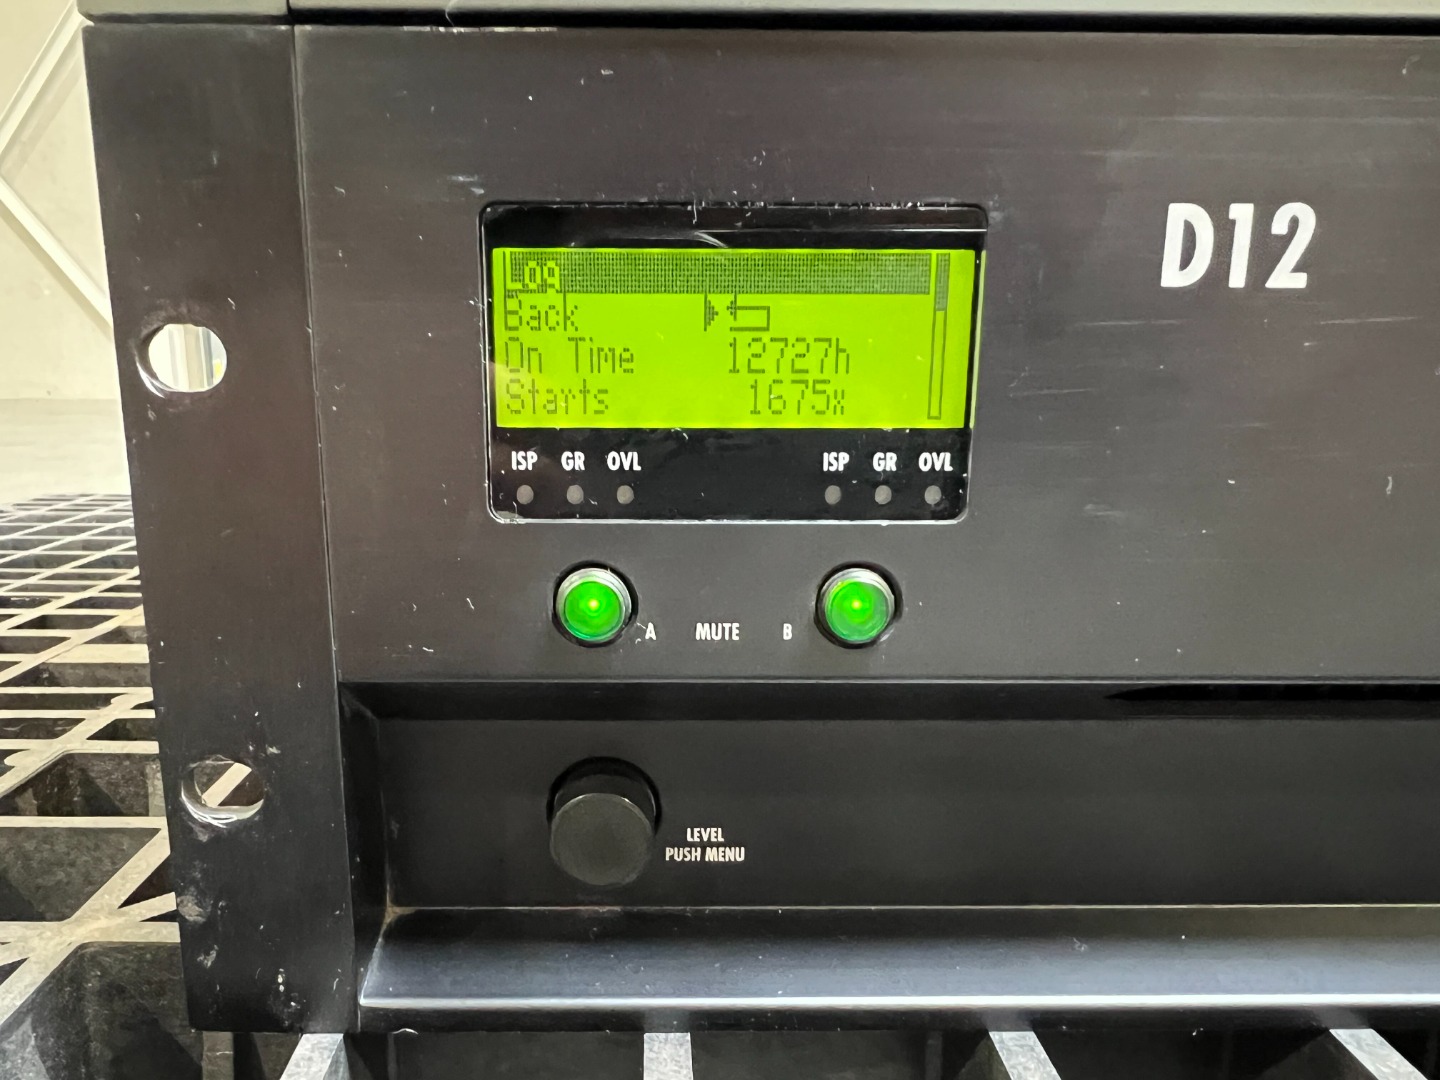 D12
Log
Back
On Time 12727h
Starts 1675x
ISP GR OVL ISP GR OVL
A MUTE B
LEVEL
PUSH MENU